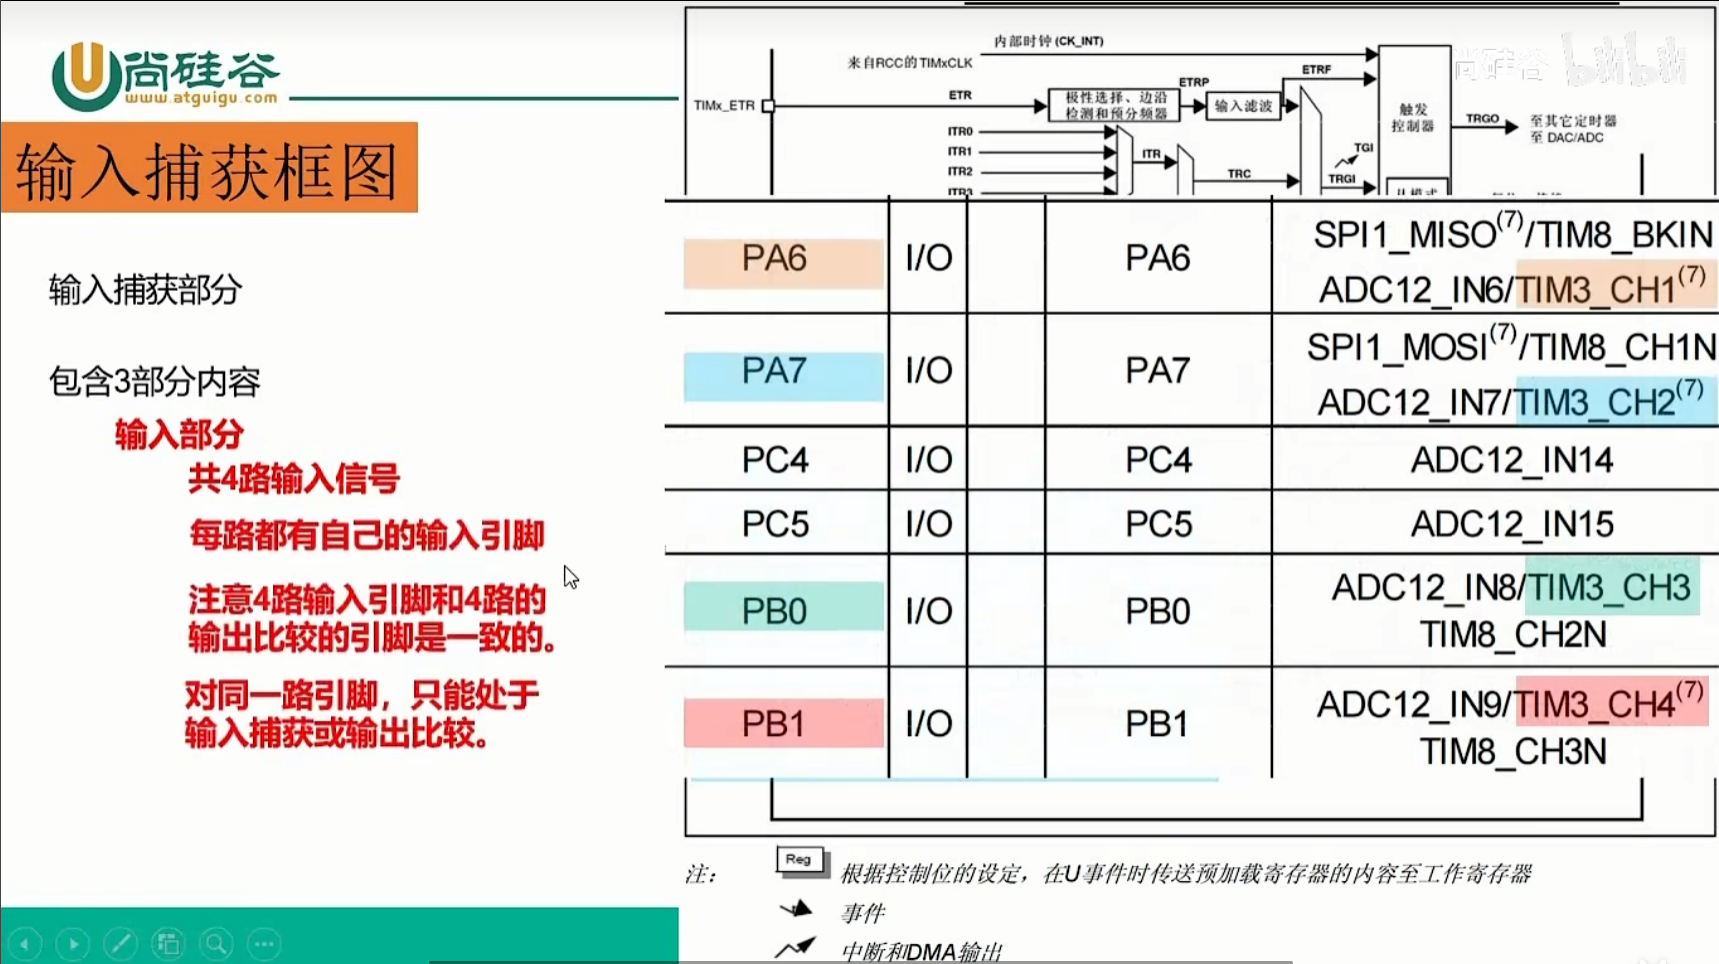 尚硅谷
www.atguigu.com
输入捕获框图
输入捕获部分
包含3部分内容
输入部分
共4路输入信号
每路都有自己的输入引脚
注意4路输入引脚和4路的
输出比较的引脚是一致的。
对同一路引脚，只能处于
输入捕获或输出比较。
内部时钟 (CK_INT)
来自RCC的TIMxCLK
尚硅谷 bilibili
TIMx_ETR
ETR
极性选择、边沿
检测和预分频器
ETRP
输入滤波
ETRF
触发
控制器
TRGO
至其它定时器
至 DAC/ADC
ITR0
ITR1
ITR2
ITR3
ITR
TRC
TGI
TRGI
PA6 I/O PA6 SPI1_MISO(7)/TIM8_BKIN
ADC12_IN6/TIM3_CH1(7)
PA7 I/O PA7 SPI1_MOSI(7)/TIM8_CH1N
ADC12_IN7/TIM3_CH2(7)
PC4 I/O PC4 ADC12_IN14
PC5 I/O PC5 ADC12_IN15
PB0 I/O PB0 ADC12_IN8/TIM3_CH3
TIM8_CH2N
PB1 I/O PB1 ADC12_IN9/TIM3_CH4(7)
TIM8_CH3N
注：
Reg
根据控制位的设定，在U事件时传送预加载寄存器的内容至工作寄存器
事件
中断和DMA输出